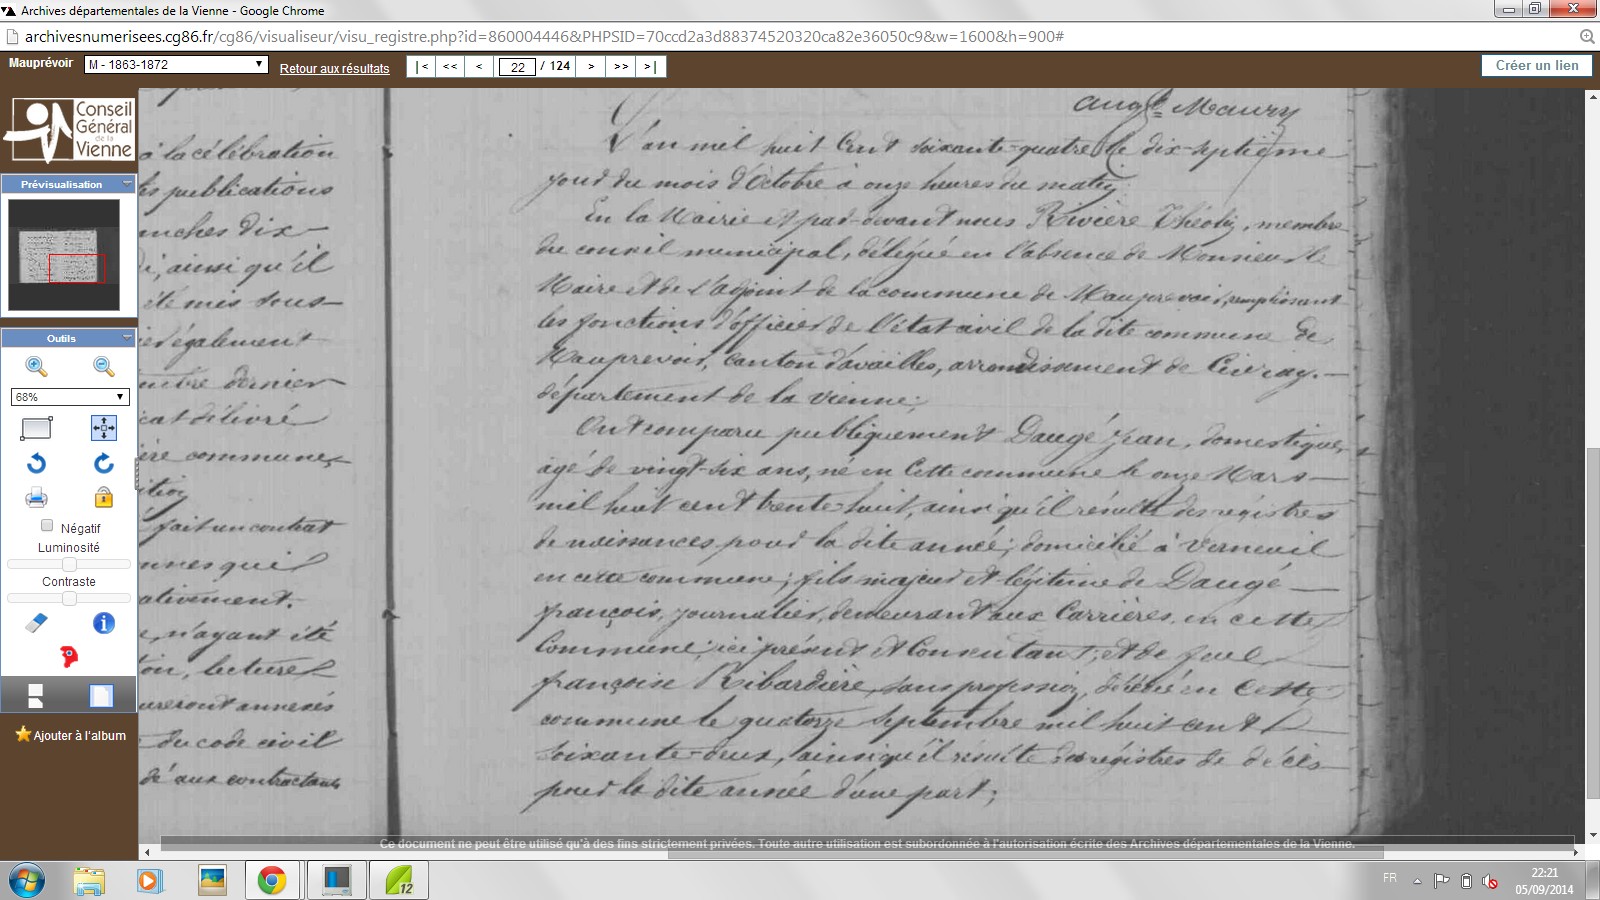 Archives départementales de la Vienne - Google Chrome
archivesnumerisees.cg86.fr/cg86/visualiseur/visu_registre.php?id=860004446&PHPSID=70ccd2a3d88374520320ca82e36050c9&w=1600&h=900#
Mauprévoir M - 1863-1872 Retour aux résultats |< << < 22 / 124 > >> >| Créer un lien
Conseil
Général
de la
Vienne
Prévisualisation
Outils
68%
Négatif
Luminosité
Contraste
Ajouter à l'album
à la célébration
les publications
anches dix-
ainsi qu'il
été mis sous-
également
dernier
cat délivré
commune
fait un contrat
ativement.
n'ayant été
lecture
seront annexés
du code civil
dé aux contractants
Maury
L'an mil huit Cent soixante-quatre le dix-septième
jour du mois d'Octobre à onze heures du matin
En la Mairie et par-devant nous Rivière Théobin, membre
du conseil municipal, délégué en l'absence de Monsieur le
Maire et de l'adjoint de la commune de Mauprevoir, remplissant
les fonctions d'officier de l'état civil de la dite commune de
Mauprevoir, canton d'availles, arrondissement de Civray.-
département de la Vienne;
Ont comparu publiquement Daugé Jean, domestique,
âgé de vingt-six ans, né en cette commune le onze Mars
mil huit cent trente-huit, ainsi qu'il résulte des régistres
de naissances pour la dite année; domicilié à Verneuil
en cette commune; fils majeur et légitime de Daugé
françois, journalier, demeurant aux Carrières, en cette
Commune, ici présent et Consentant; et de feue
françoise Ribardière, sans profession, décédée en cette
commune le quatorze Septembre mil huit cent
soixante-deux, ainsi qu'il résulte des régistres de décès
pour la dite année d'une part;
Ce document ne peut être utilisé qu'à des fins strictement privées. Toute autre utilisation est subordonnée à l'autorisation écrite des Archives départementales de la Vienne.
12
FR
22:21
05/09/2014